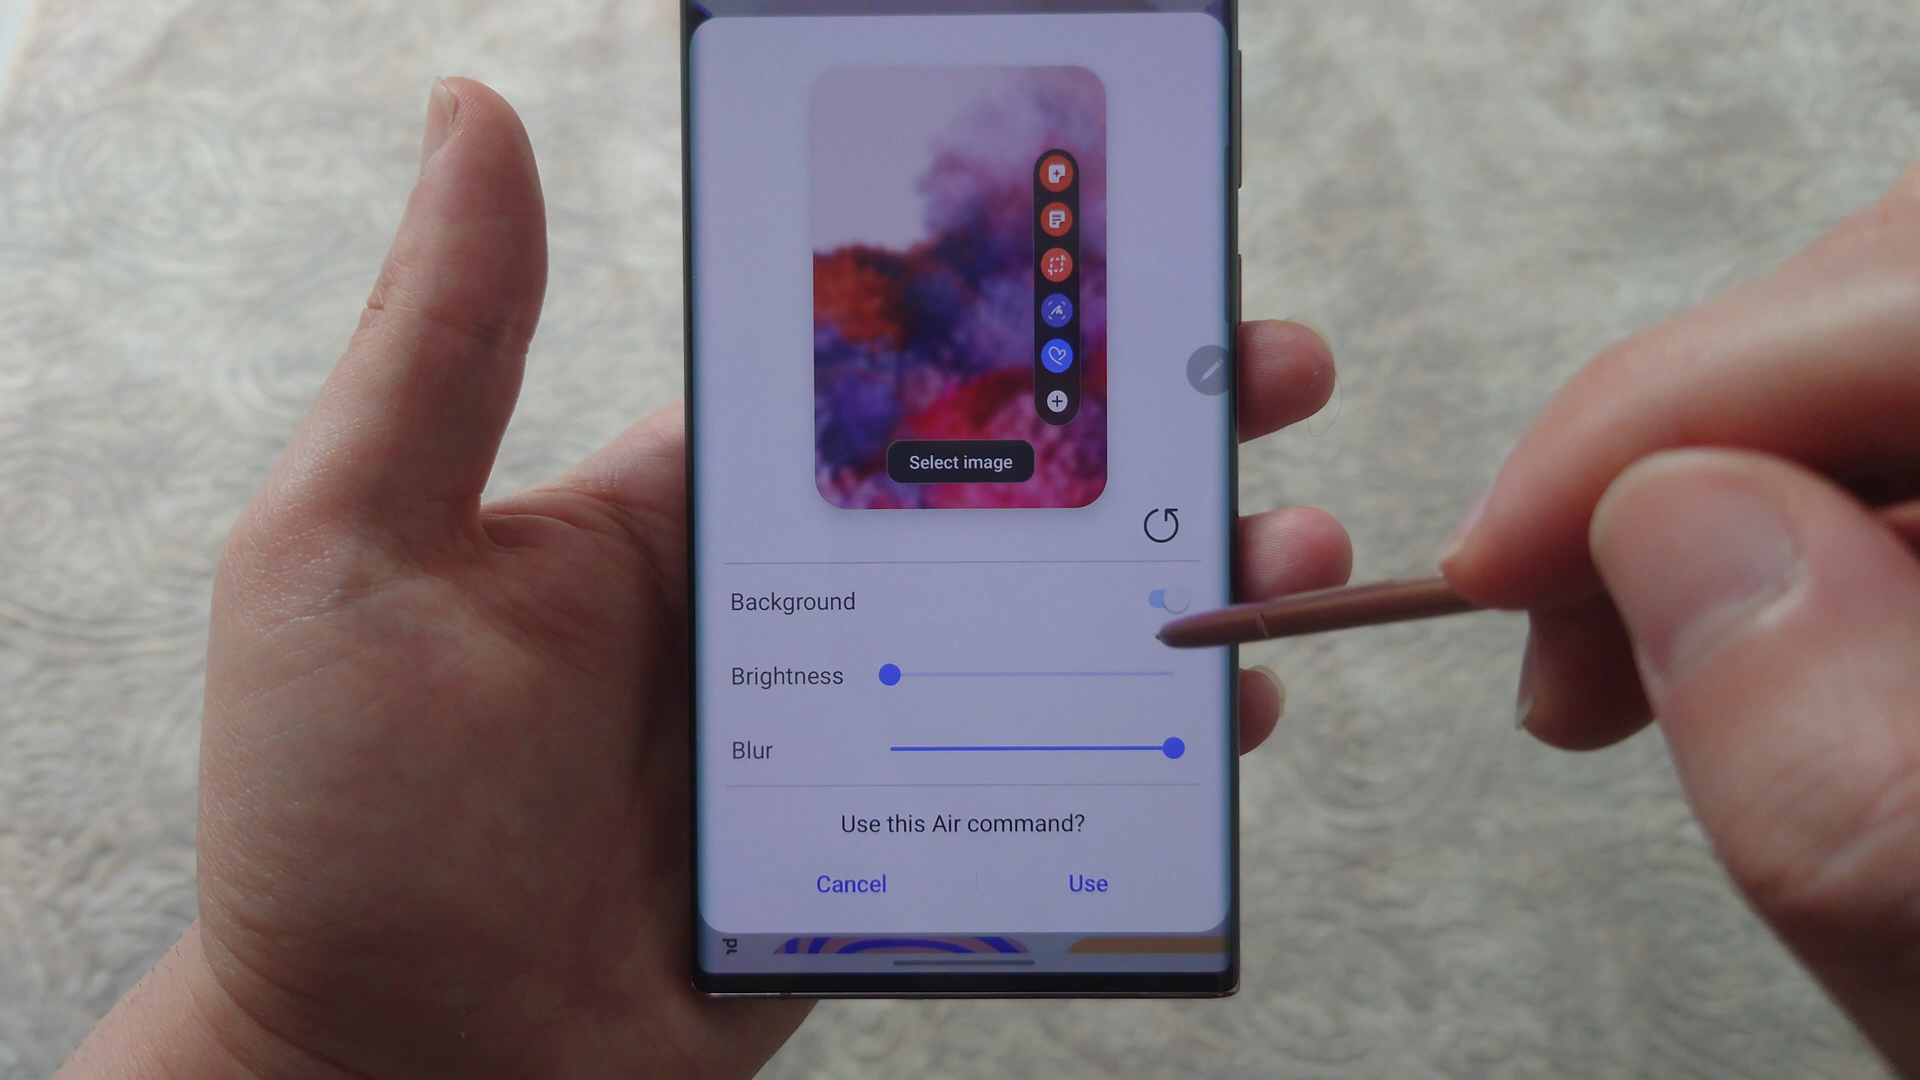 Select image
Background
Brightness
Blur
Use this Air command?
Cancel
Use